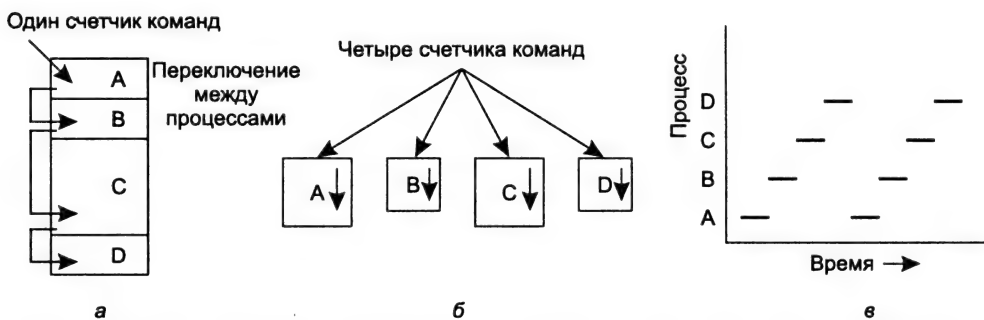 Один счетчик команд
A
B
C
D
Переключение
между
процессами
а
Четыре счетчика команд
A
B
C
D
б
Процесс
D
C
B
A
Время
в